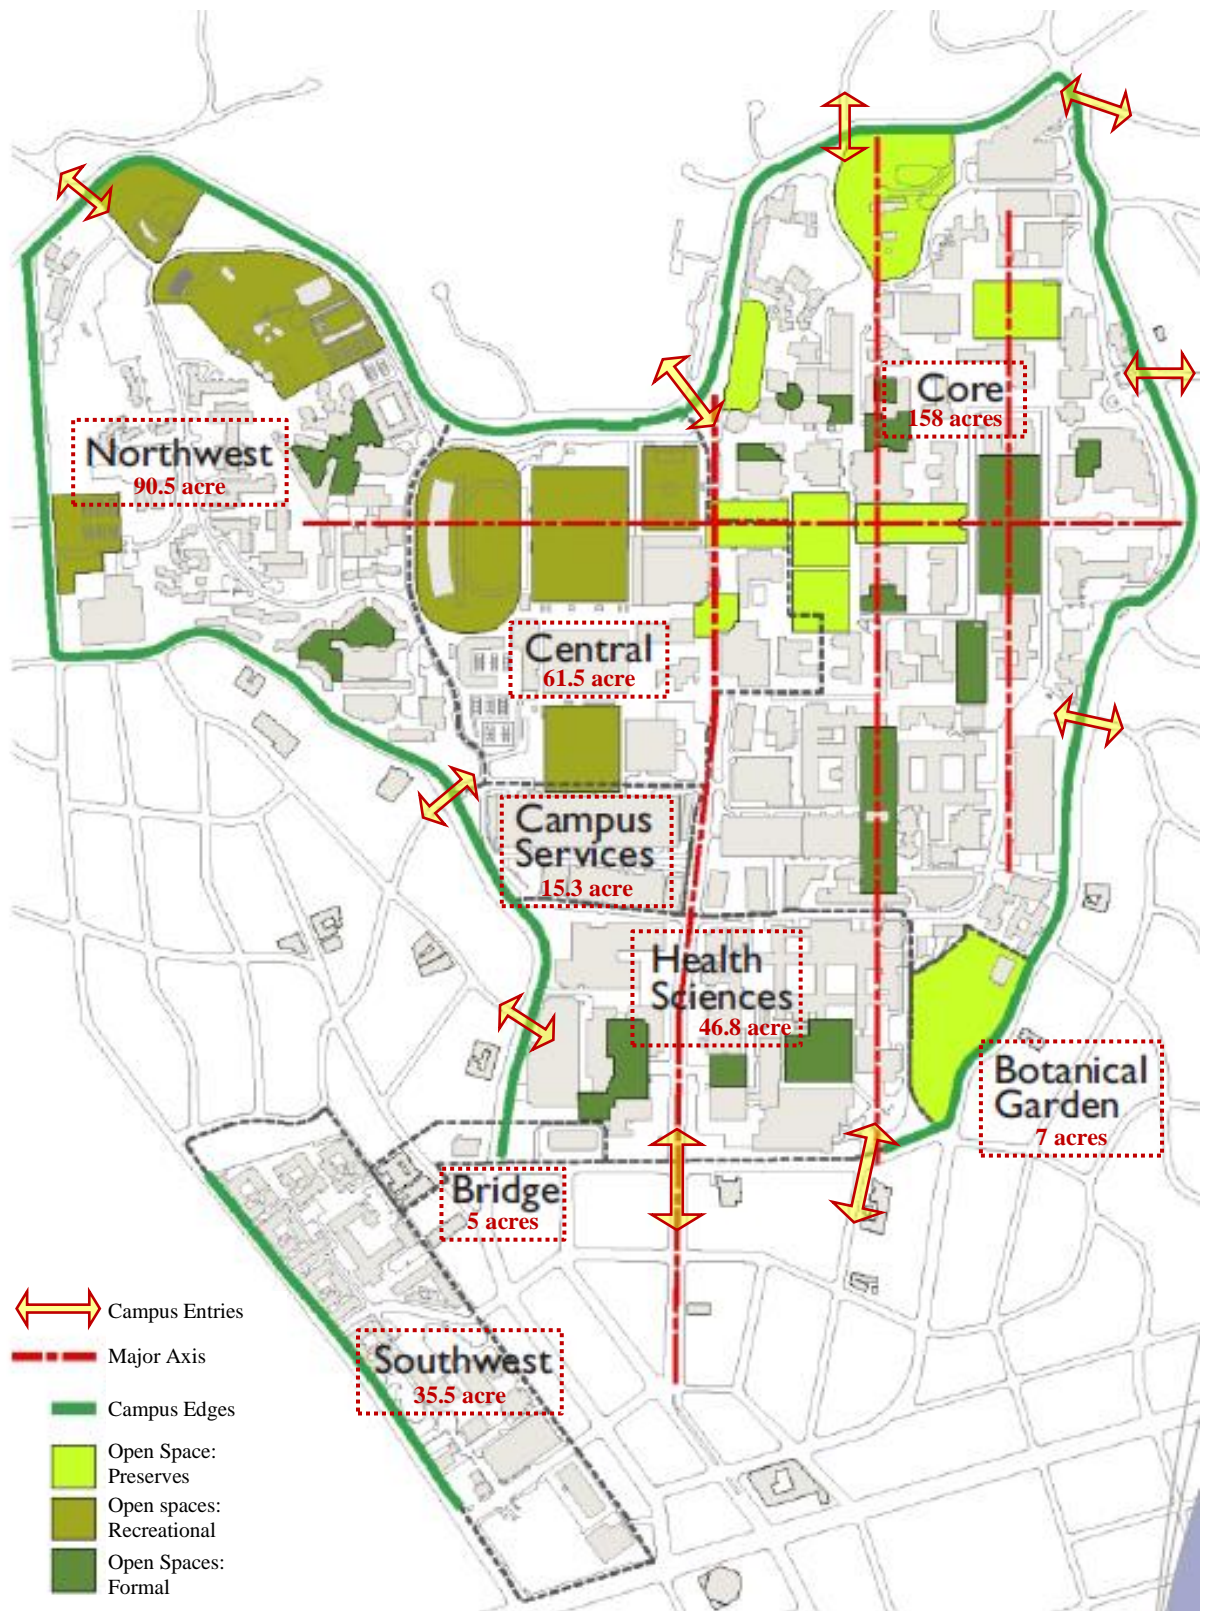 Core
158 acres
Northwest
90.5 acre
Central
61.5 acre
Campus
Services
15.3 acre
Health
Sciences
46.8 acre
Botanical
Garden
7 acres
Bridge
5 acres
Southwest
35.5 acre
Campus Entries
Major Axis
Campus Edges
Open Space:
Preserves
Open spaces:
Recreational
Open Spaces:
Formal